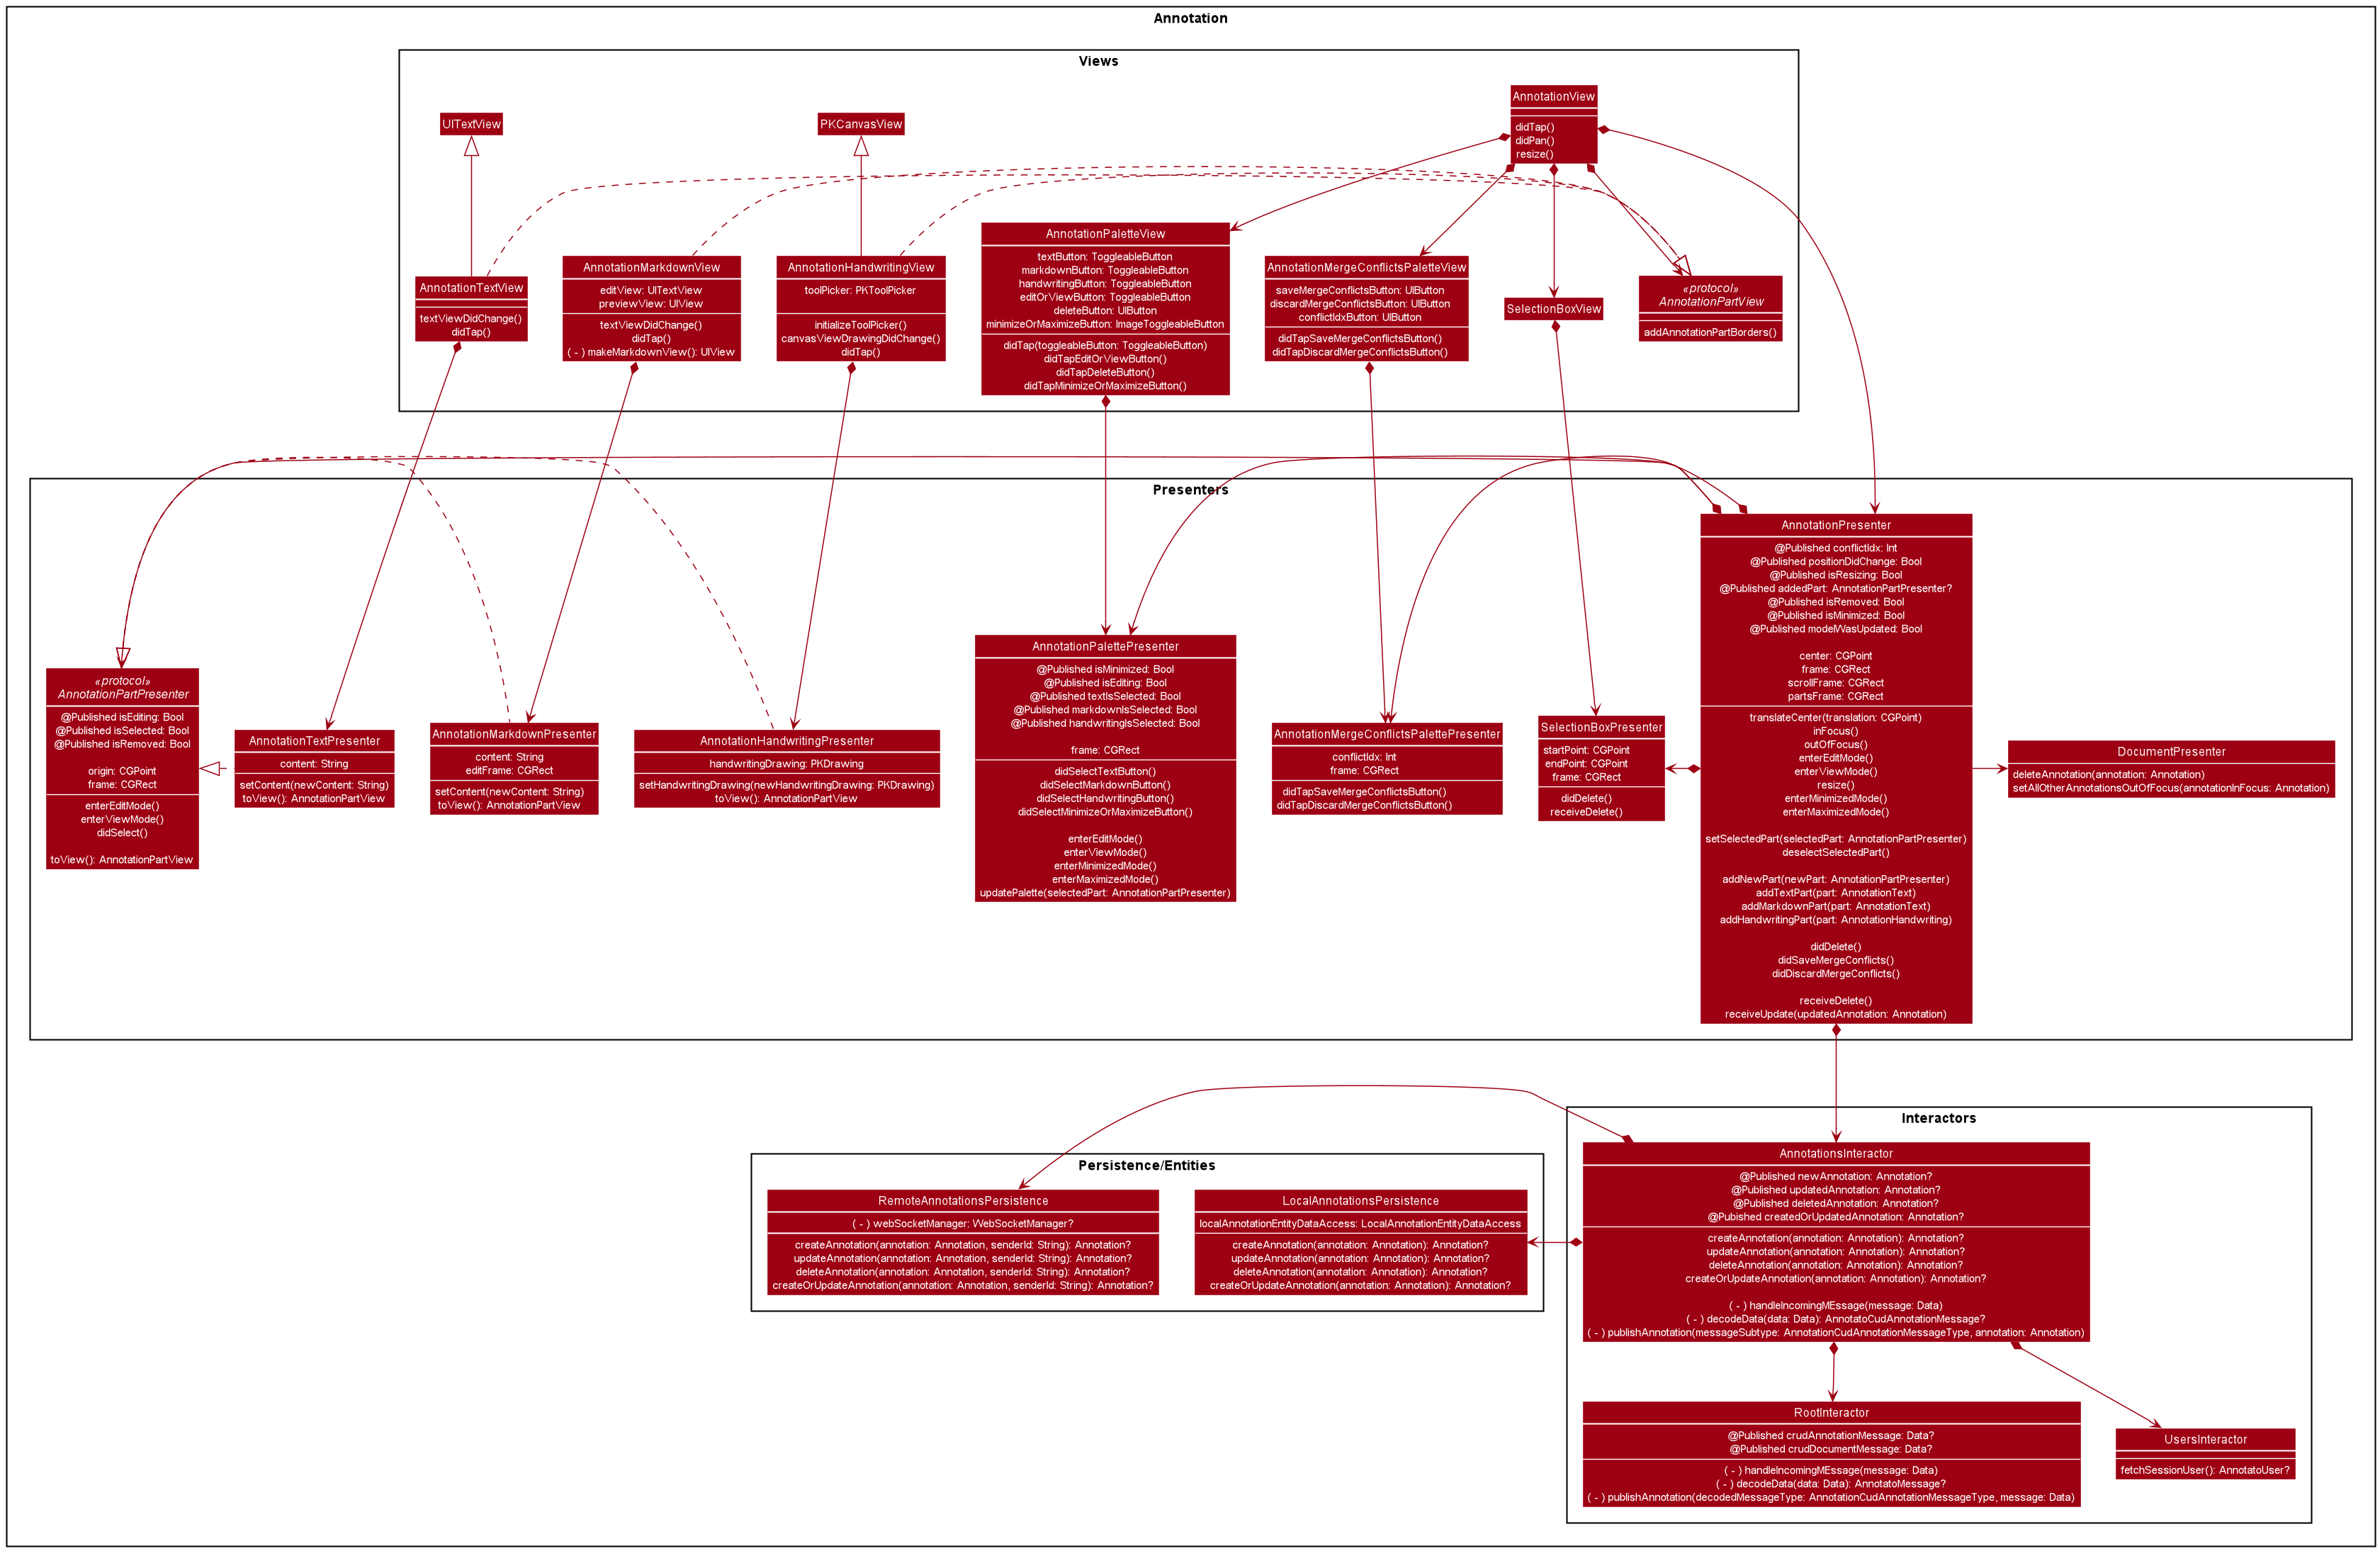 Annotation
Views
AnnotationView
didTap()
didPan()
resize()
UITextView
PKCanvasView
AnnotationTextView
textViewDidChange()
didTap()
AnnotationMarkdownView
editView: UITextView
previewView: UIView
textViewDidChange()
didTap()
( - ) makeMarkdownView(): UIView
AnnotationHandwritingView
toolPicker: PKToolPicker
initializeToolPicker()
canvasViewDrawingDidChange()
didTap()
AnnotationPaletteView
textButton: ToggleableButton
markdownButton: ToggleableButton
handwritingButton: ToggleableButton
editOrViewButton: ToggleableButton
deleteButton: UIButton
minimizeOrMaximizeButton: ImageToggleableButton
didTap(toggleableButton: ToggleableButton)
didTapEditOrViewButton()
didTapDeleteButton()
didTapMinimizeOrMaximizeButton()
AnnotationMergeConflictsPaletteView
saveMergeConflictsButton: UIButton
discardMergeConflictsButton: UIButton
conflictIdxButton: UIButton
didTapSaveMergeConflictsButton()
didTapDiscardMergeConflictsButton()
SelectionBoxView
«protocol»
AnnotationPartView
addAnnotationPartBorders()
Presenters
«protocol»
AnnotationPartPresenter
@Published isEditing: Bool
@Published isSelected: Bool
@Published isRemoved: Bool
origin: CGPoint
frame: CGRect
enterEditMode()
enterViewMode()
didSelect()
toView(): AnnotationPartView
AnnotationTextPresenter
content: String
setContent(newContent: String)
toView(): AnnotationPartView
AnnotationMarkdownPresenter
content: String
editFrame: CGRect
setContent(newContent: String)
toView(): AnnotationPartView
AnnotationHandwritingPresenter
handwritingDrawing: PKDrawing
setHandwritingDrawing(newHandwritingDrawing: PKDrawing)
toView(): AnnotationPartView
AnnotationPalettePresenter
@Published isMinimized: Bool
@Published isEditing: Bool
@Published textIsSelected: Bool
@Published markdownIsSelected: Bool
@Published handwritingIsSelected: Bool
frame: CGRect
didSelectTextButton()
didSelectMarkdownButton()
didSelectHandwritingButton()
didSelectMinimizeOrMaximizeButton()
enterEditMode()
enterViewMode()
enterMinimizedMode()
enterMaximizedMode()
updatePalette(selectedPart: AnnotationPartPresenter)
AnnotationMergeConflictsPalettePresenter
conflictIdx: Int
frame: CGRect
didTapSaveMergeConflictsButton()
didTapDiscardMergeConflictsButton()
SelectionBoxPresenter
startPoint: CGPoint
endPoint: CGPoint
frame: CGRect
didDelete()
receiveDelete()
AnnotationPresenter
@Published conflictIdx: Int
@Published positionDidChange: Bool
@Published isResizing: Bool
@Published addedPart: AnnotationPartPresenter?
@Published isRemoved: Bool
@Published isMinimized: Bool
@Published modelWasUpdated: Bool
center: CGPoint
frame: CGRect
scrollFrame: CGRect
partsFrame: CGRect
translateCenter(translation: CGPoint)
inFocus()
outOfFocus()
enterEditMode()
enterViewMode()
resize()
enterMinimizedMode()
enterMaximizedMode()
setSelectedPart(selectedPart: AnnotationPartPresenter)
deselectSelectedPart()
addNewPart(newPart: AnnotationPartPresenter)
addTextPart(part: AnnotationText)
addMarkdownPart(part: AnnotationText)
addHandwritingPart(part: AnnotationHandwriting)
didDelete()
didSaveMergeConflicts()
didDiscardMergeConflicts()
receiveDelete()
receiveUpdate(updatedAnnotation: Annotation)
DocumentPresenter
deleteAnnotation(annotation: Annotation)
setAllOtherAnnotationsOutOfFocus(annotationInFocus: Annotation)
Persistence/Entities
RemoteAnnotationsPersistence
( - ) webSocketManager: WebSocketManager?
createAnnotation(annotation: Annotation, senderId: String): Annotation?
updateAnnotation(annotation: Annotation, senderId: String): Annotation?
deleteAnnotation(annotation: Annotation, senderId: String): Annotation?
createOrUpdateAnnotation(annotation: Annotation, senderId: String): Annotation?
LocalAnnotationsPersistence
localAnnotationEntityDataAccess: LocalAnnotationEntityDataAccess
createAnnotation(annotation: Annotation): Annotation?
updateAnnotation(annotation: Annotation): Annotation?
deleteAnnotation(annotation: Annotation): Annotation?
createOrUpdateAnnotation(annotation: Annotation): Annotation?
Interactors
AnnotationsInteractor
@Published newAnnotation: Annotation?
@Published updatedAnnotation: Annotation?
@Published deletedAnnotation: Annotation?
@Pubished createdOrUpdatedAnnotation: Annotation?
createAnnotation(annotation: Annotation): Annotation?
updateAnnotation(annotation: Annotation): Annotation?
deleteAnnotation(annotation: Annotation): Annotation?
createOrUpdateAnnotation(annotation: Annotation): Annotation?
( - ) handleIncomingMEssage(message: Data)
( - ) decodeData(data: Data): AnnotatoCudAnnotationMessage?
( - ) publishAnnotation(messageSubtype: AnnotationCudAnnotationMessageType, annotation: Annotation)
RootInteractor
@Published crudAnnotationMessage: Data?
@Published crudDocumentMessage: Data?
( - ) handleIncomingMEssage(message: Data)
( - ) decodeData(data: Data): AnnotatoMessage?
( - ) publishAnnotation(decodedMessageType: AnnotationCudAnnotationMessageType, message: Data)
UsersInteractor
fetchSessionUser(): AnnotatoUser?